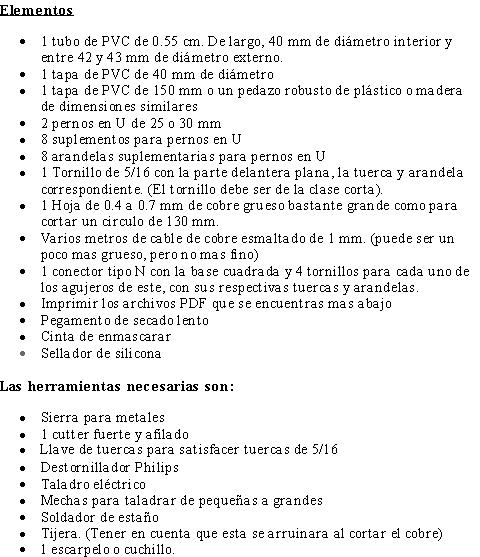 Elementos
• 1 tubo de PVC de 0.55 cm. De largo, 40 mm de diámetro interior y
entre 42 y 43 mm de diámetro externo.
• 1 tapa de PVC de 40 mm de diámetro
• 1 tapa de PVC de 150 mm o un pedazo robusto de plástico o madera
de dimensiones similares
• 2 pernos en U de 25 o 30 mm
• 8 suplementos para pernos en U
• 8 arandelas suplementarias para pernos en U
• 1 Tornillo de 5/16 con la parte delantera plana, la tuerca y arandela
correspondiente. (El tornillo debe ser de la clase corta).
• 1 Hoja de 0.4 a 0.7 mm de cobre grueso bastante grande como para
cortar un circulo de 130 mm.
• Varios metros de cable de cobre esmaltado de 1 mm. (puede ser un
poco mas grueso, pero no mas fino)
• 1 conector tipo N con la base cuadrada y 4 tornillos para cada uno de
los agujeros de este, con sus respectivas tuercas y arandelas.
• Imprimir los archivos PDF que se encuentras mas abajo
• Pegamento de secado lento
• Cinta de enmascarar
• Sellador de silicona
Las herramientas necesarias son:
• Sierra para metales
• 1 cutter fuerte y afilado
• Llave de tuercas para satisfacer tuercas de 5/16
• Destornillador Philips
• Taladro eléctrico
• Mechas para taladrar de pequeñas a grandes
• Soldador de estaño
• Tijera. (Tener en cuenta que esta se arruinara al cortar el cobre)
• 1 escarpelo o cuchillo.